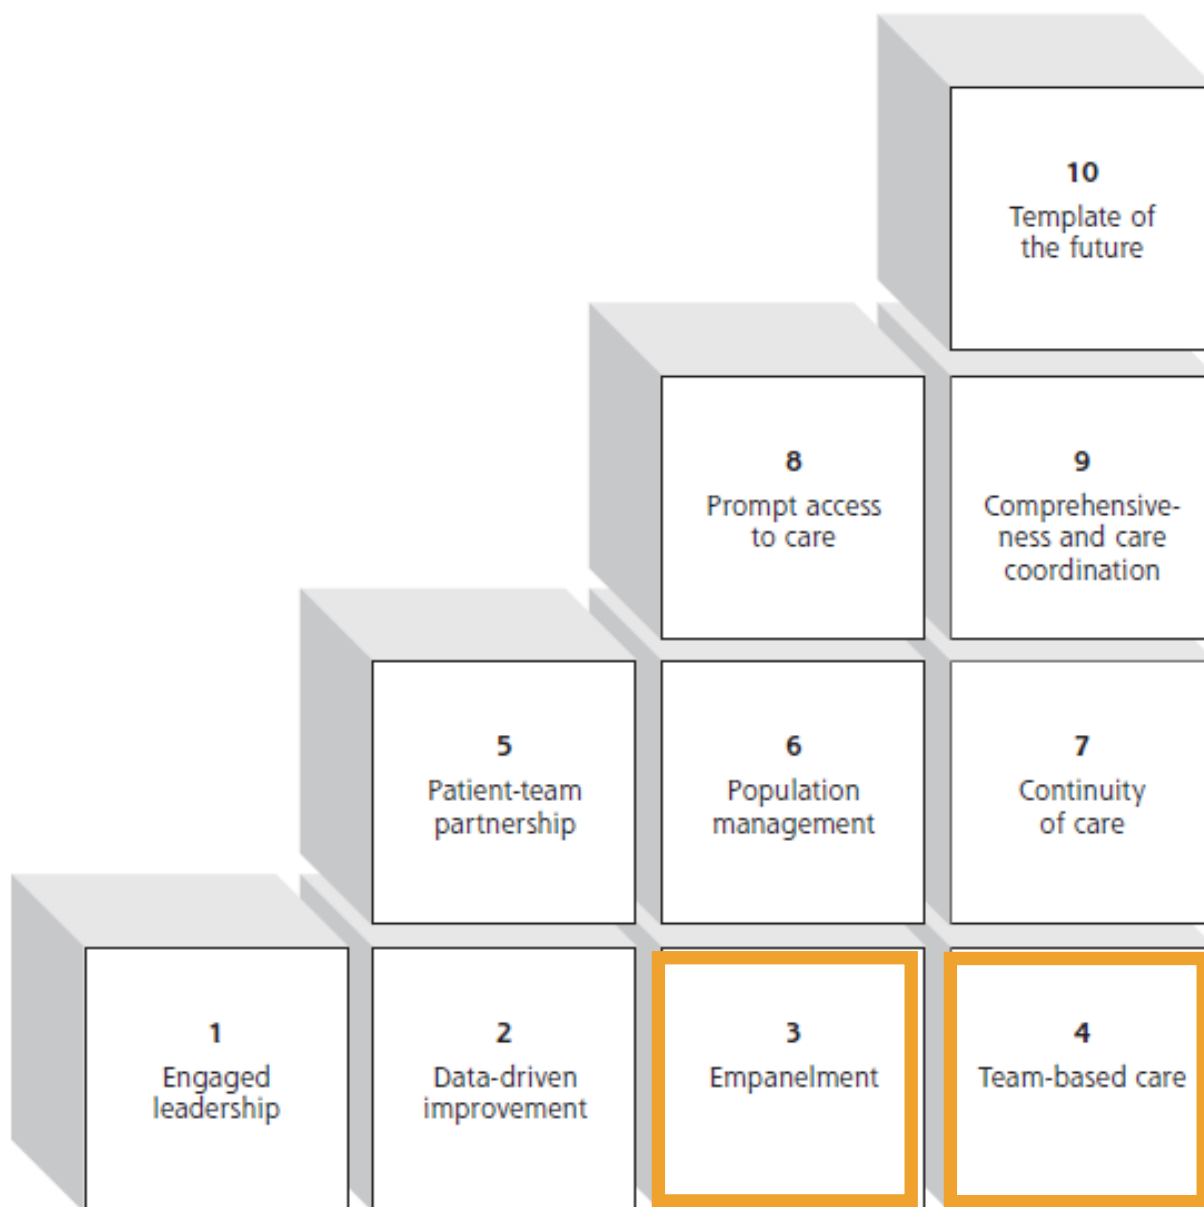 10
Template of
the future
8
Prompt access
to care
9
Comprehensive-
ness and care
coordination
5
Patient-team
partnership
6
Population
management
7
Continuity
of care
1
Engaged
leadership
2
Data-driven
improvement
3
Empanelment
4
Team-based care